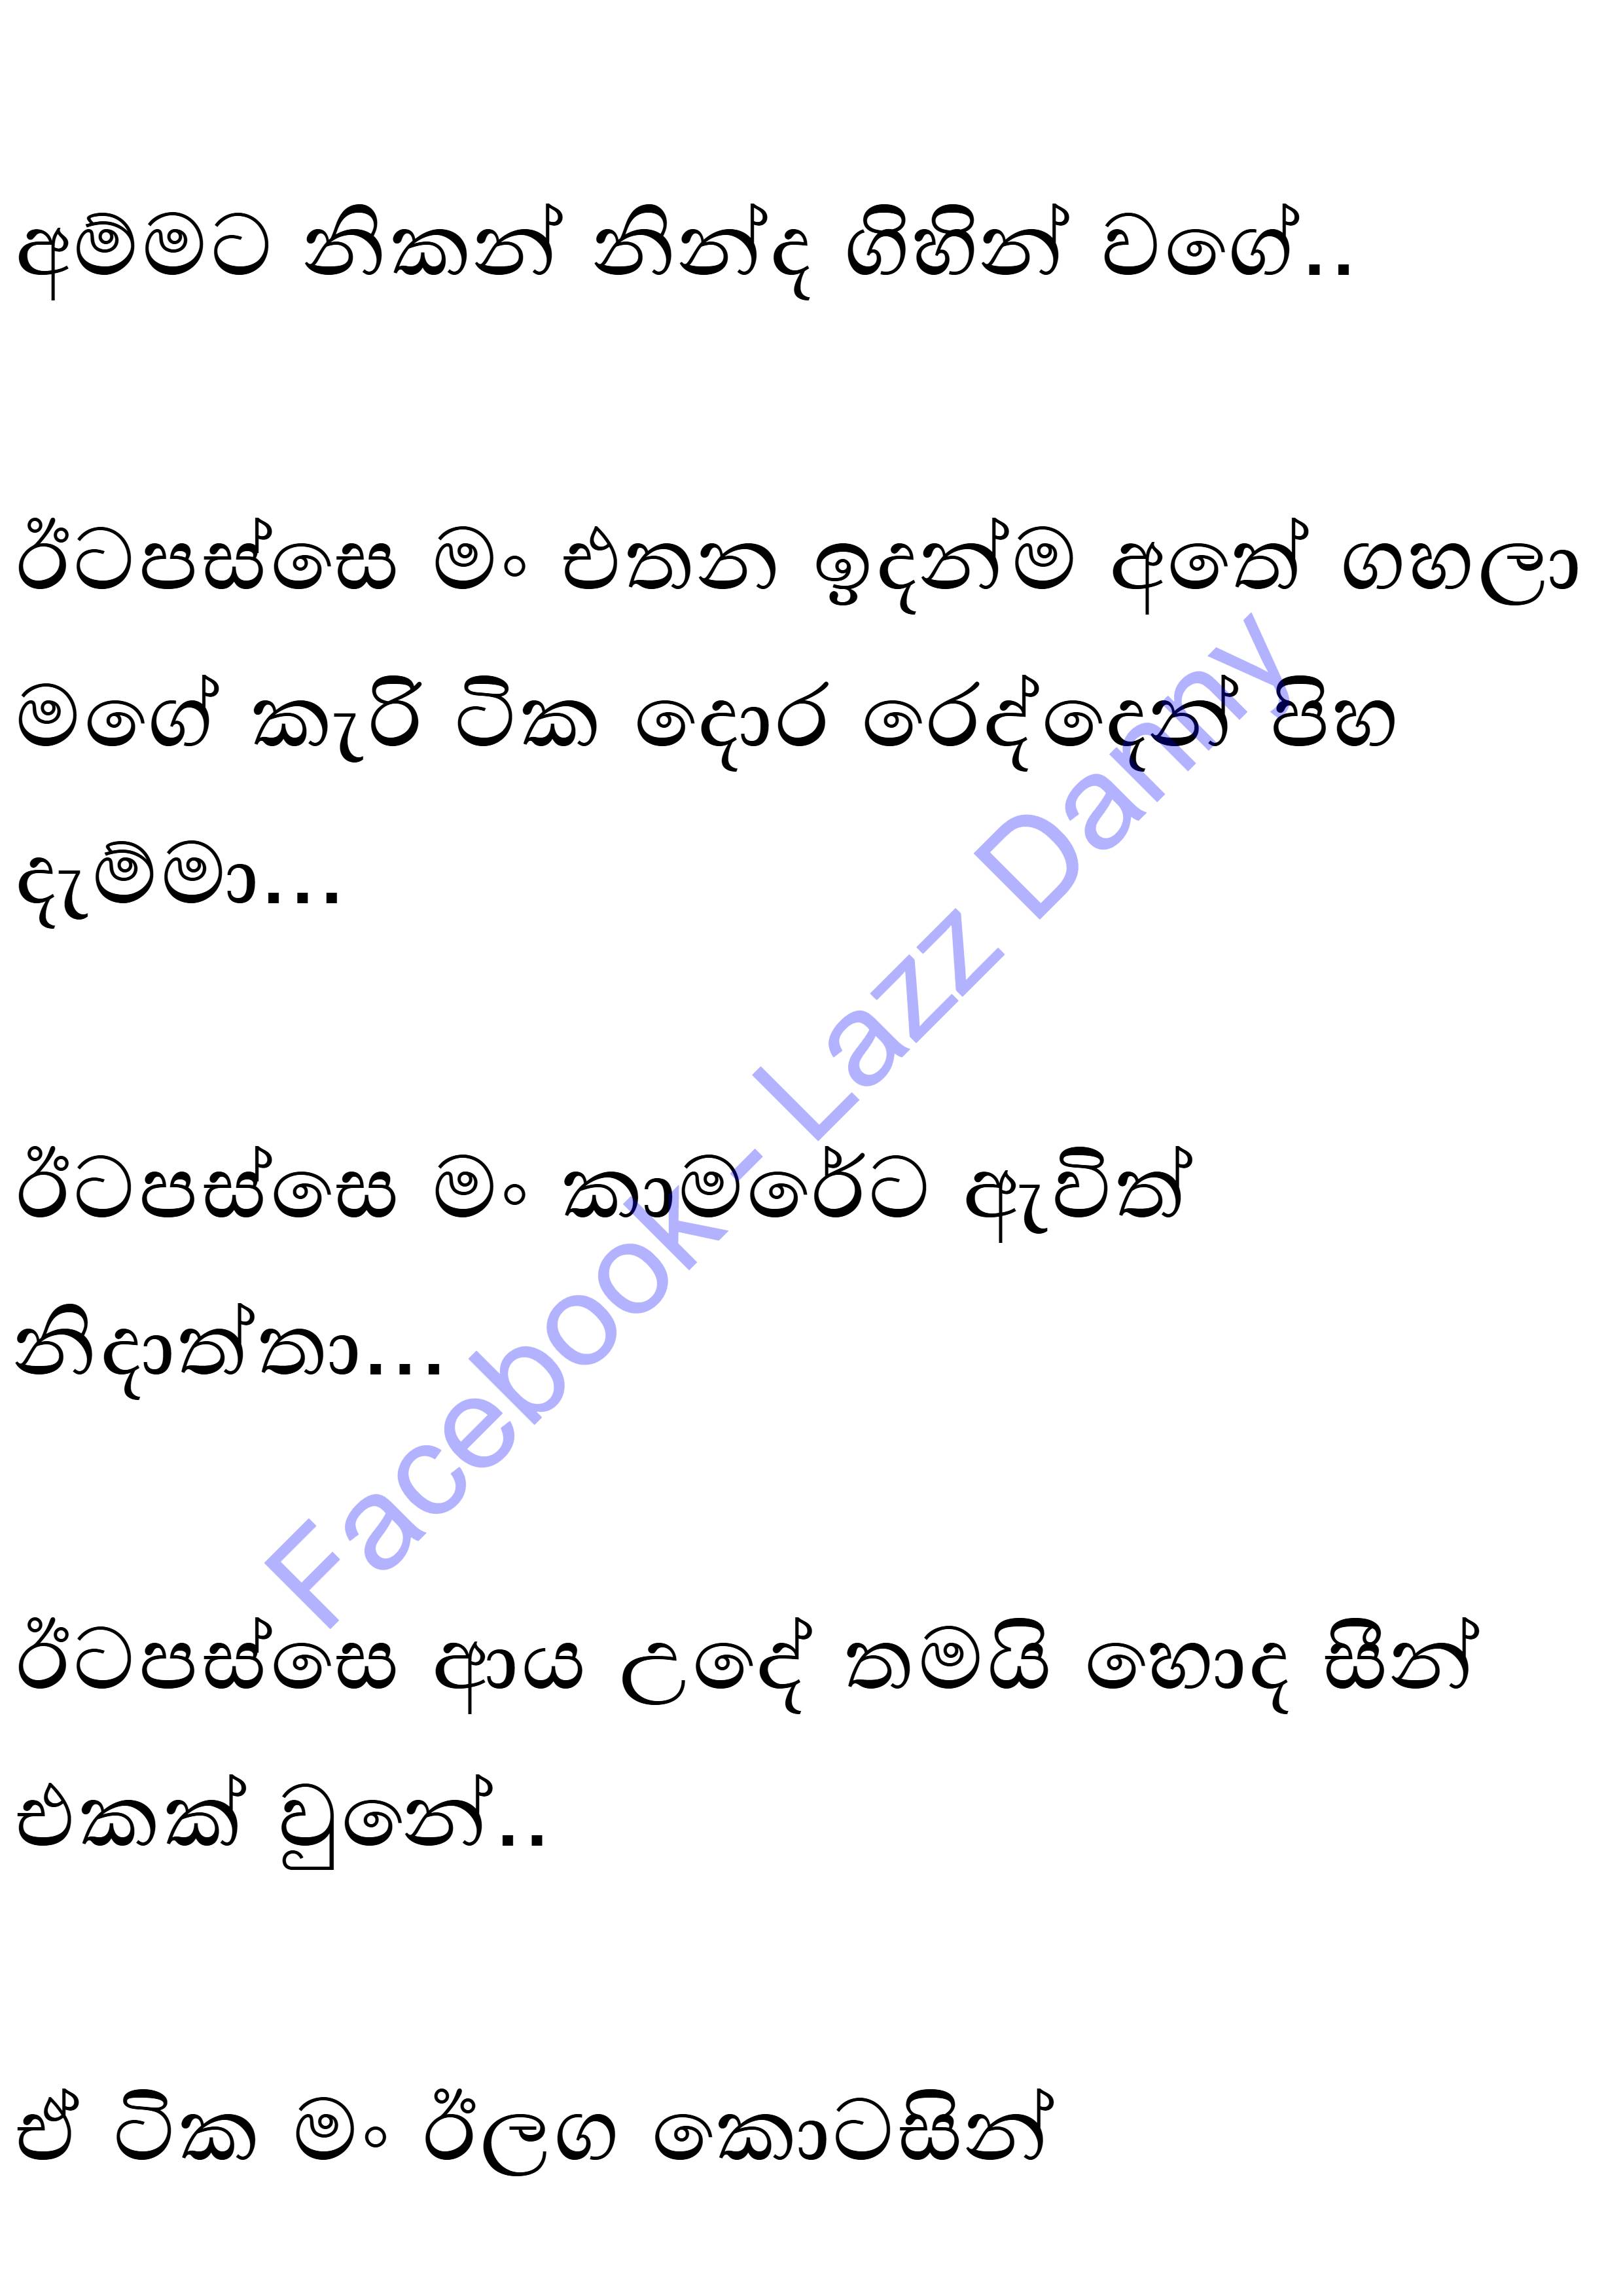 අම්මට නිකන් නින්ද ගිහින් වගේ..
ඊටපස්සෙ මං එතන ඉදන්ම අතේ ගහලා
මගේ කැරි ටික දොර රෙද්දෙන් පිහ
දැම්මා...
ඊටපස්සෙ මං කාමරේට ඇවිත්
නිදාත්තා...
ඊටපස්සෙ ආය උදේ තමයි හොද සීන්
එකක් වුනේ..
ඒ ටික මං ඊලග කොටසින්
Facebook- Lazz Danny